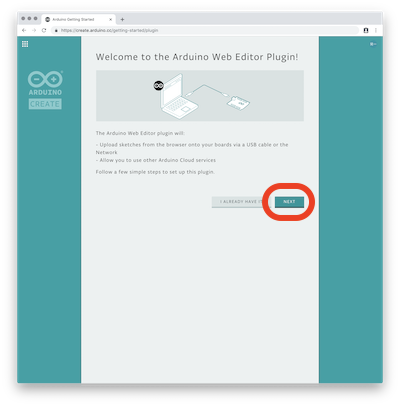 Arduino Getting Started
https://create.arduino.cc/getting-started/plugin
Welcome to the Arduino Web Editor Plugin!
ARDUINO
CREATE
The Arduino Web Editor plugin will:
- Upload sketches from the browser onto your boards via a USB cable or the
Network
- Allow you to use other Arduino Cloud services
Follow a few simple steps to set up this plugin
I ALREADY HAVE
NEXT